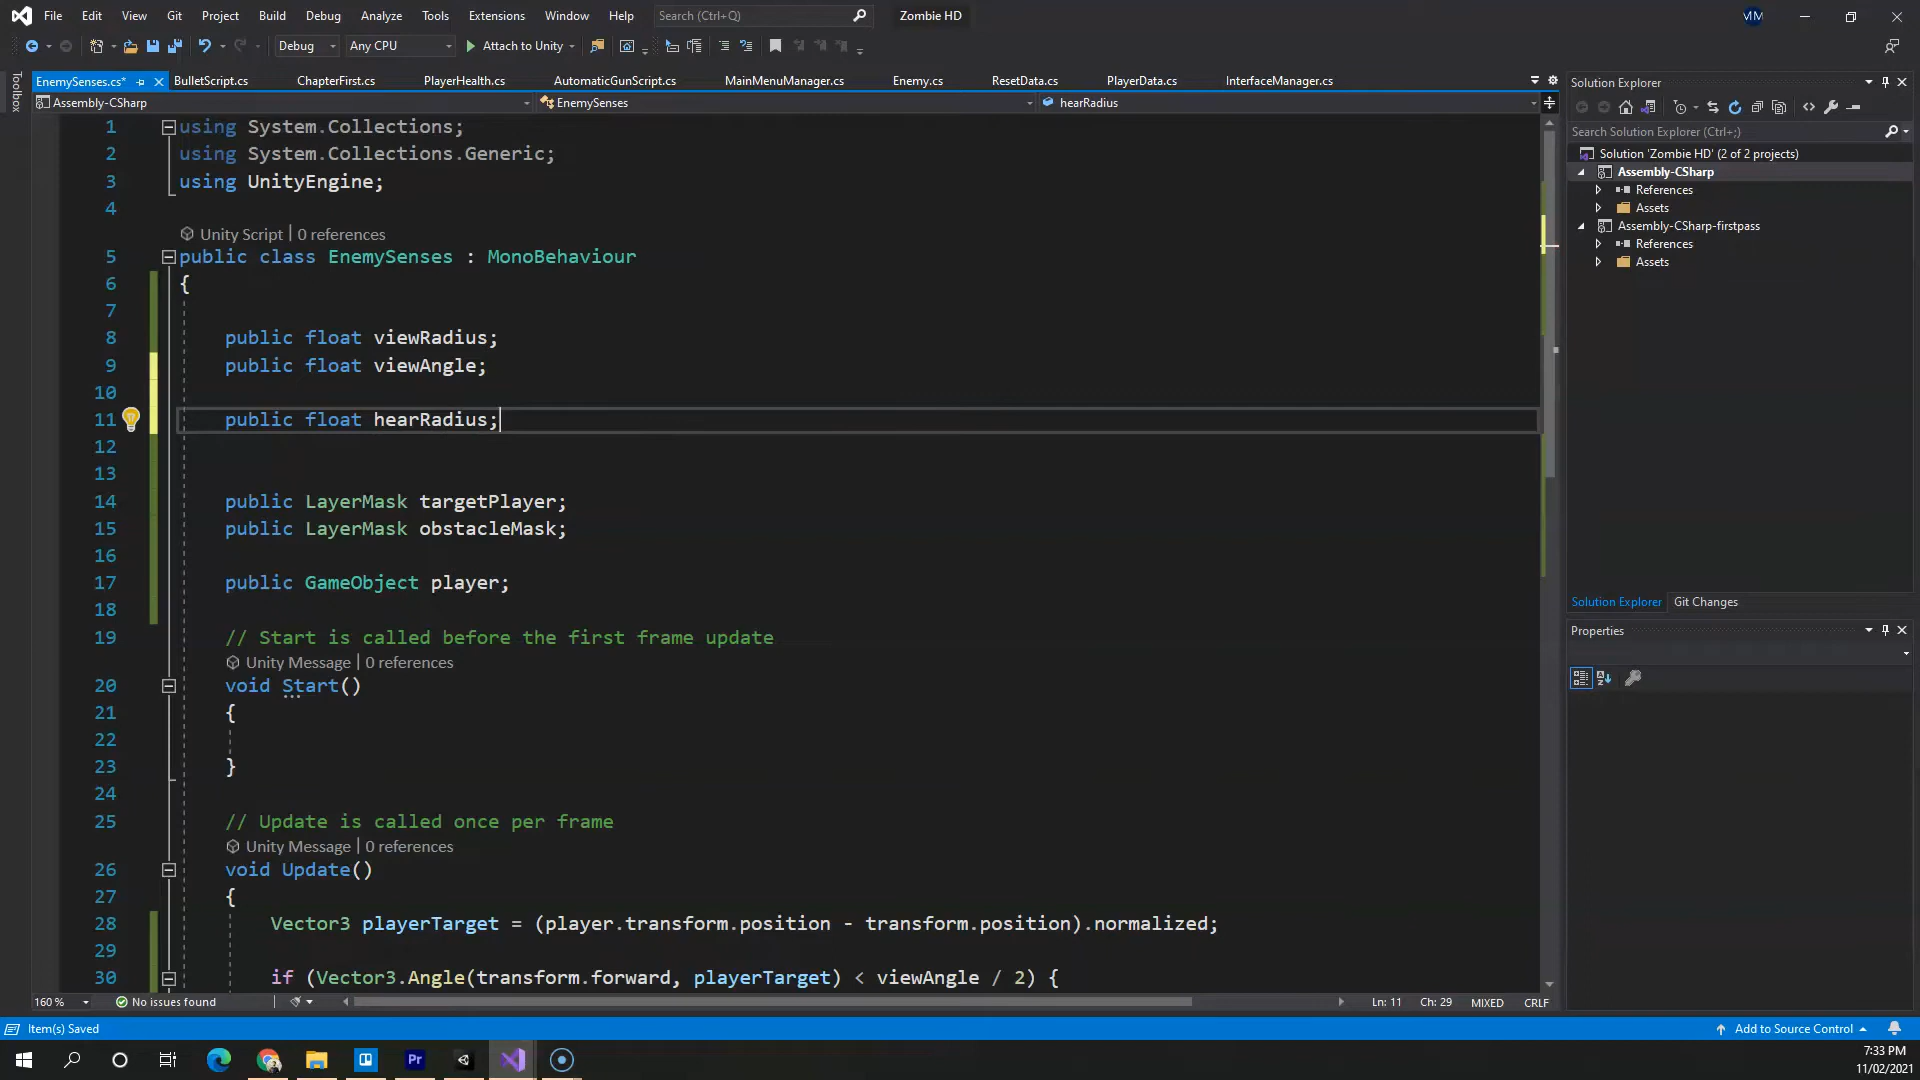 File Edit View Git Project Build Debug Analyze Tools Extensions Window Help Search (Ctrl+Q) Zombie HD MM
Debug Any CPU Attach to Unity
Toolbox
EnemySenses.cs* BulletScript.cs ChapterFirst.cs PlayerHealth.cs AutomaticGunScript.cs MainMenuManager.cs Enemy.cs ResetData.cs PlayerData.cs InterfaceManager.cs
Assembly-CSharp EnemySenses hearRadius
1 using System.Collections;
2 using System.Collections.Generic;
3 using UnityEngine;
4
Unity Script | 0 references
5 public class EnemySenses : MonoBehaviour
6 {
7
8 public float viewRadius;
9 public float viewAngle;
10
11 public float hearRadius;
12
13
14 public LayerMask targetPlayer;
15 public LayerMask obstacleMask;
16
17 public GameObject player;
18
19 // Start is called before the first frame update
Unity Message | 0 references
20 void Start()
21 {
22
23 }
24
25 // Update is called once per frame
Unity Message | 0 references
26 void Update()
27 {
28 Vector3 playerTarget = (player.transform.position - transform.position).normalized;
29
30 if (Vector3.Angle(transform.forward, playerTarget) < viewAngle / 2) {
160 % No issues found Ln: 11 Ch: 29 MIXED CRLF
Solution Explorer
Search Solution Explorer (Ctrl+;)
Solution 'Zombie HD' (2 of 2 projects)
Assembly-CSharp
References
Assets
Assembly-CSharp-firstpass
References
Assets
Solution Explorer Git Changes
Properties
Item(s) Saved Add to Source Control
Pr
7:33 PM
11/02/2021